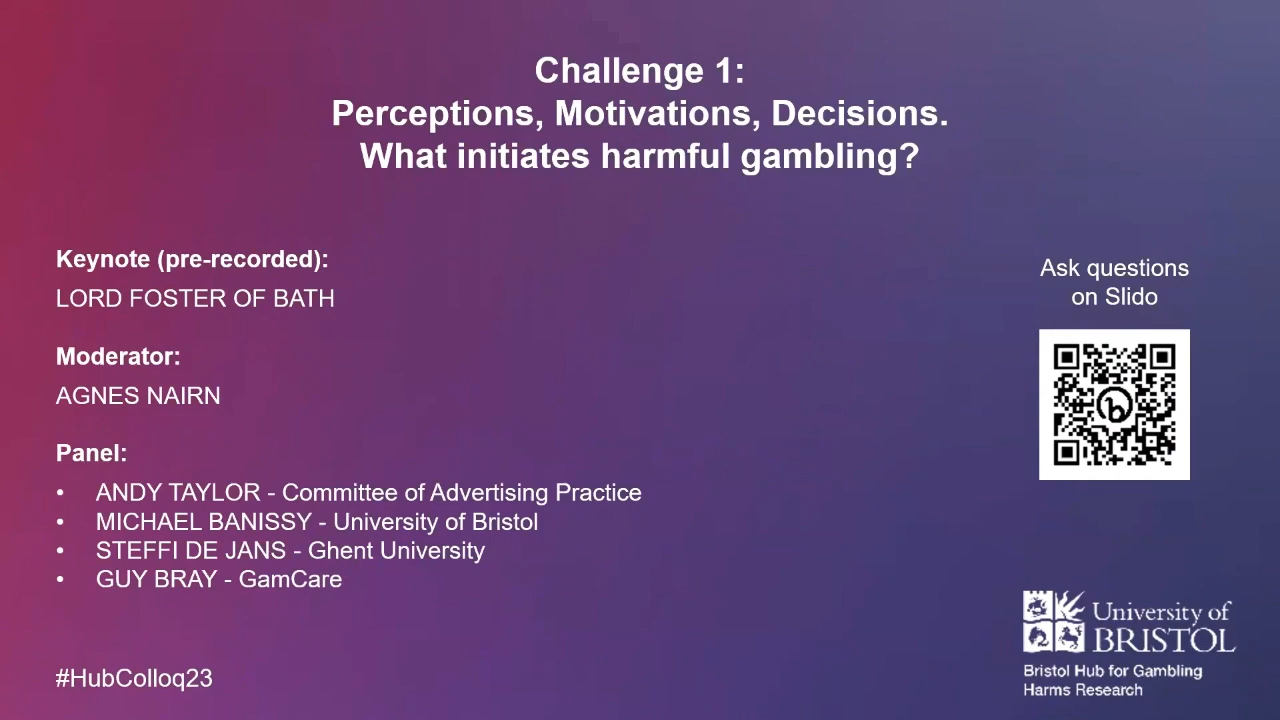 Challenge 1:
Perceptions, Motivations, Decisions.
What initiates harmful gambling?
Keynote (pre-recorded):
LORD FOSTER OF BATH
Moderator:
AGNES NAIRN
Panel:
• ANDY TAYLOR - Committee of Advertising Practice
• MICHAEL BANISSY - University of Bristol
• STEFFI DE JANS - Ghent University
• GUY BRAY - GamCare
#HubColloq23
Ask questions
on Slido
b
University of
BRISTOL
Bristol Hub for Gambling
Harms Research